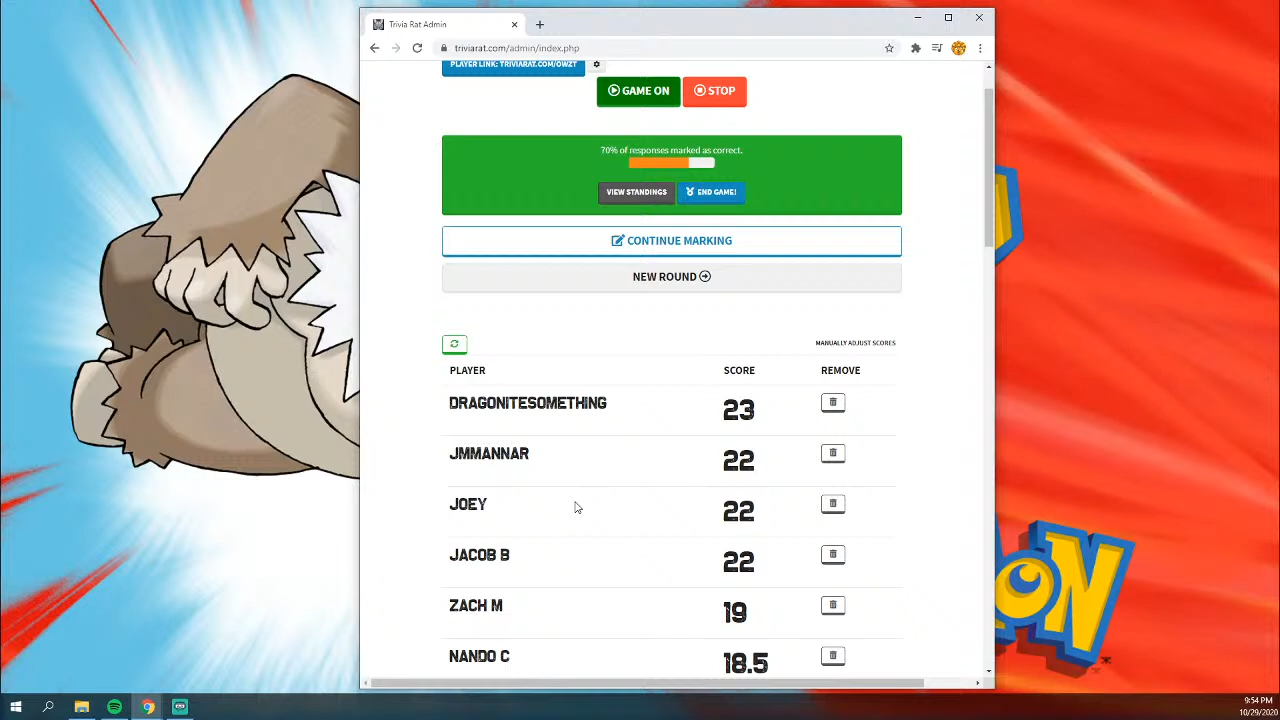 Trivia Rat Admin
triviarat.com/admin/index.php
PLAYER LINK: TRIVIARAT.COM/OWZT
GAME ON
STOP
70% of responses marked as correct.
VIEW STANDINGS
END GAME!
CONTINUE MARKING
NEW ROUND
MANUALLY ADJUST SCORES
PLAYER SCORE REMOVE
DRAGONITESOMETHING 23
JMMANNAR 22
JOEY 22
JACOB B 22
ZACH M 19
NANDO C 18.5
ON
9:54 PM
10/29/2020